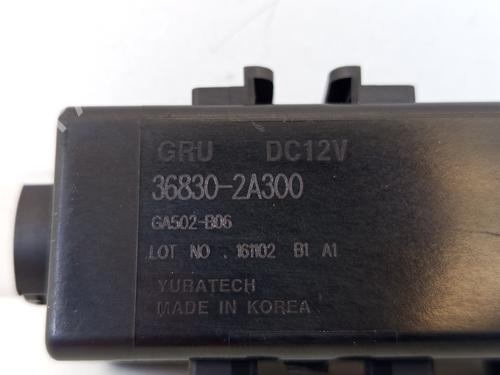 GRU DC12V
36830-2A300
GA502-B06
LOT NO . 161102 B1 A1
YURATECH
MADE IN KOREA